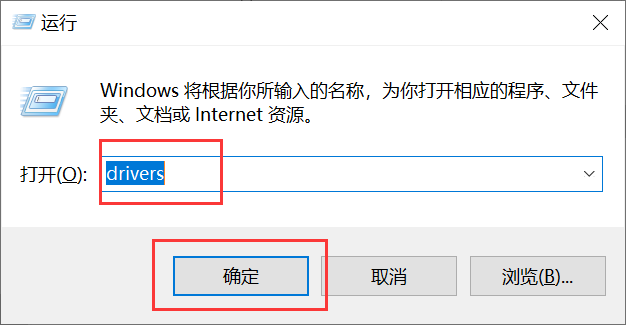 运行
Windows 将根据你所输入的名称，为你打开相应的程序、文件
夹、文档或 Internet 资源。
打开(O): drivers
确定 取消 浏览(B)...